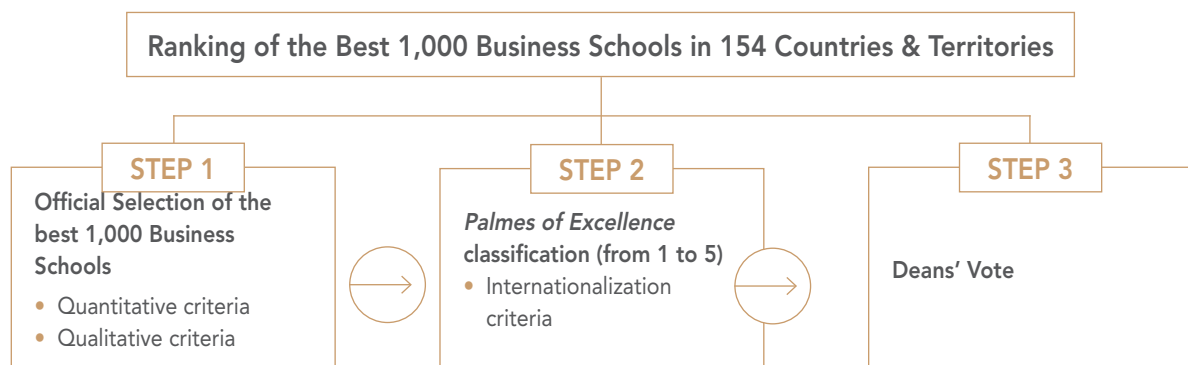 Ranking of the Best 1,000 Business Schools in 154 Countries & Territories
STEP 1
Official Selection of the
best 1,000 Business
Schools
• Quantitative criteria
• Qualitative criteria
STEP 2
Palmes of Excellence
classification (from 1 to 5)
• Internationalization
criteria
STEP 3
Deans’ Vote